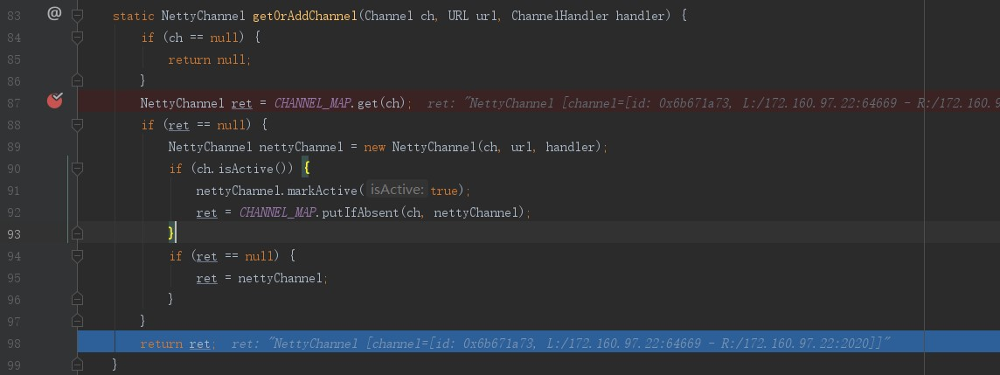 83 @ static NettyChannel getOrAddChannel(Channel ch, URL url, ChannelHandler handler) {
84 if (ch == null) {
85 return null;
86 }
87 NettyChannel ret = CHANNEL_MAP.get(ch); ret: "NettyChannel [channel=[id: 0x6b671a73, L:/172.160.97.22:64669 - R:/172.160.9
88 if (ret == null) {
89 NettyChannel nettyChannel = new NettyChannel(ch, url, handler);
90 if (ch.isActive()) {
91 nettyChannel.markActive( isActive: true);
92 ret = CHANNEL_MAP.putIfAbsent(ch, nettyChannel);
93 }
94 if (ret == null) {
95 ret = nettyChannel;
96 }
97 }
98 return ret; ret: "NettyChannel [channel=[id: 0x6b671a73, L:/172.160.97.22:64669 - R:/172.160.97.22:2020]]"
99 }